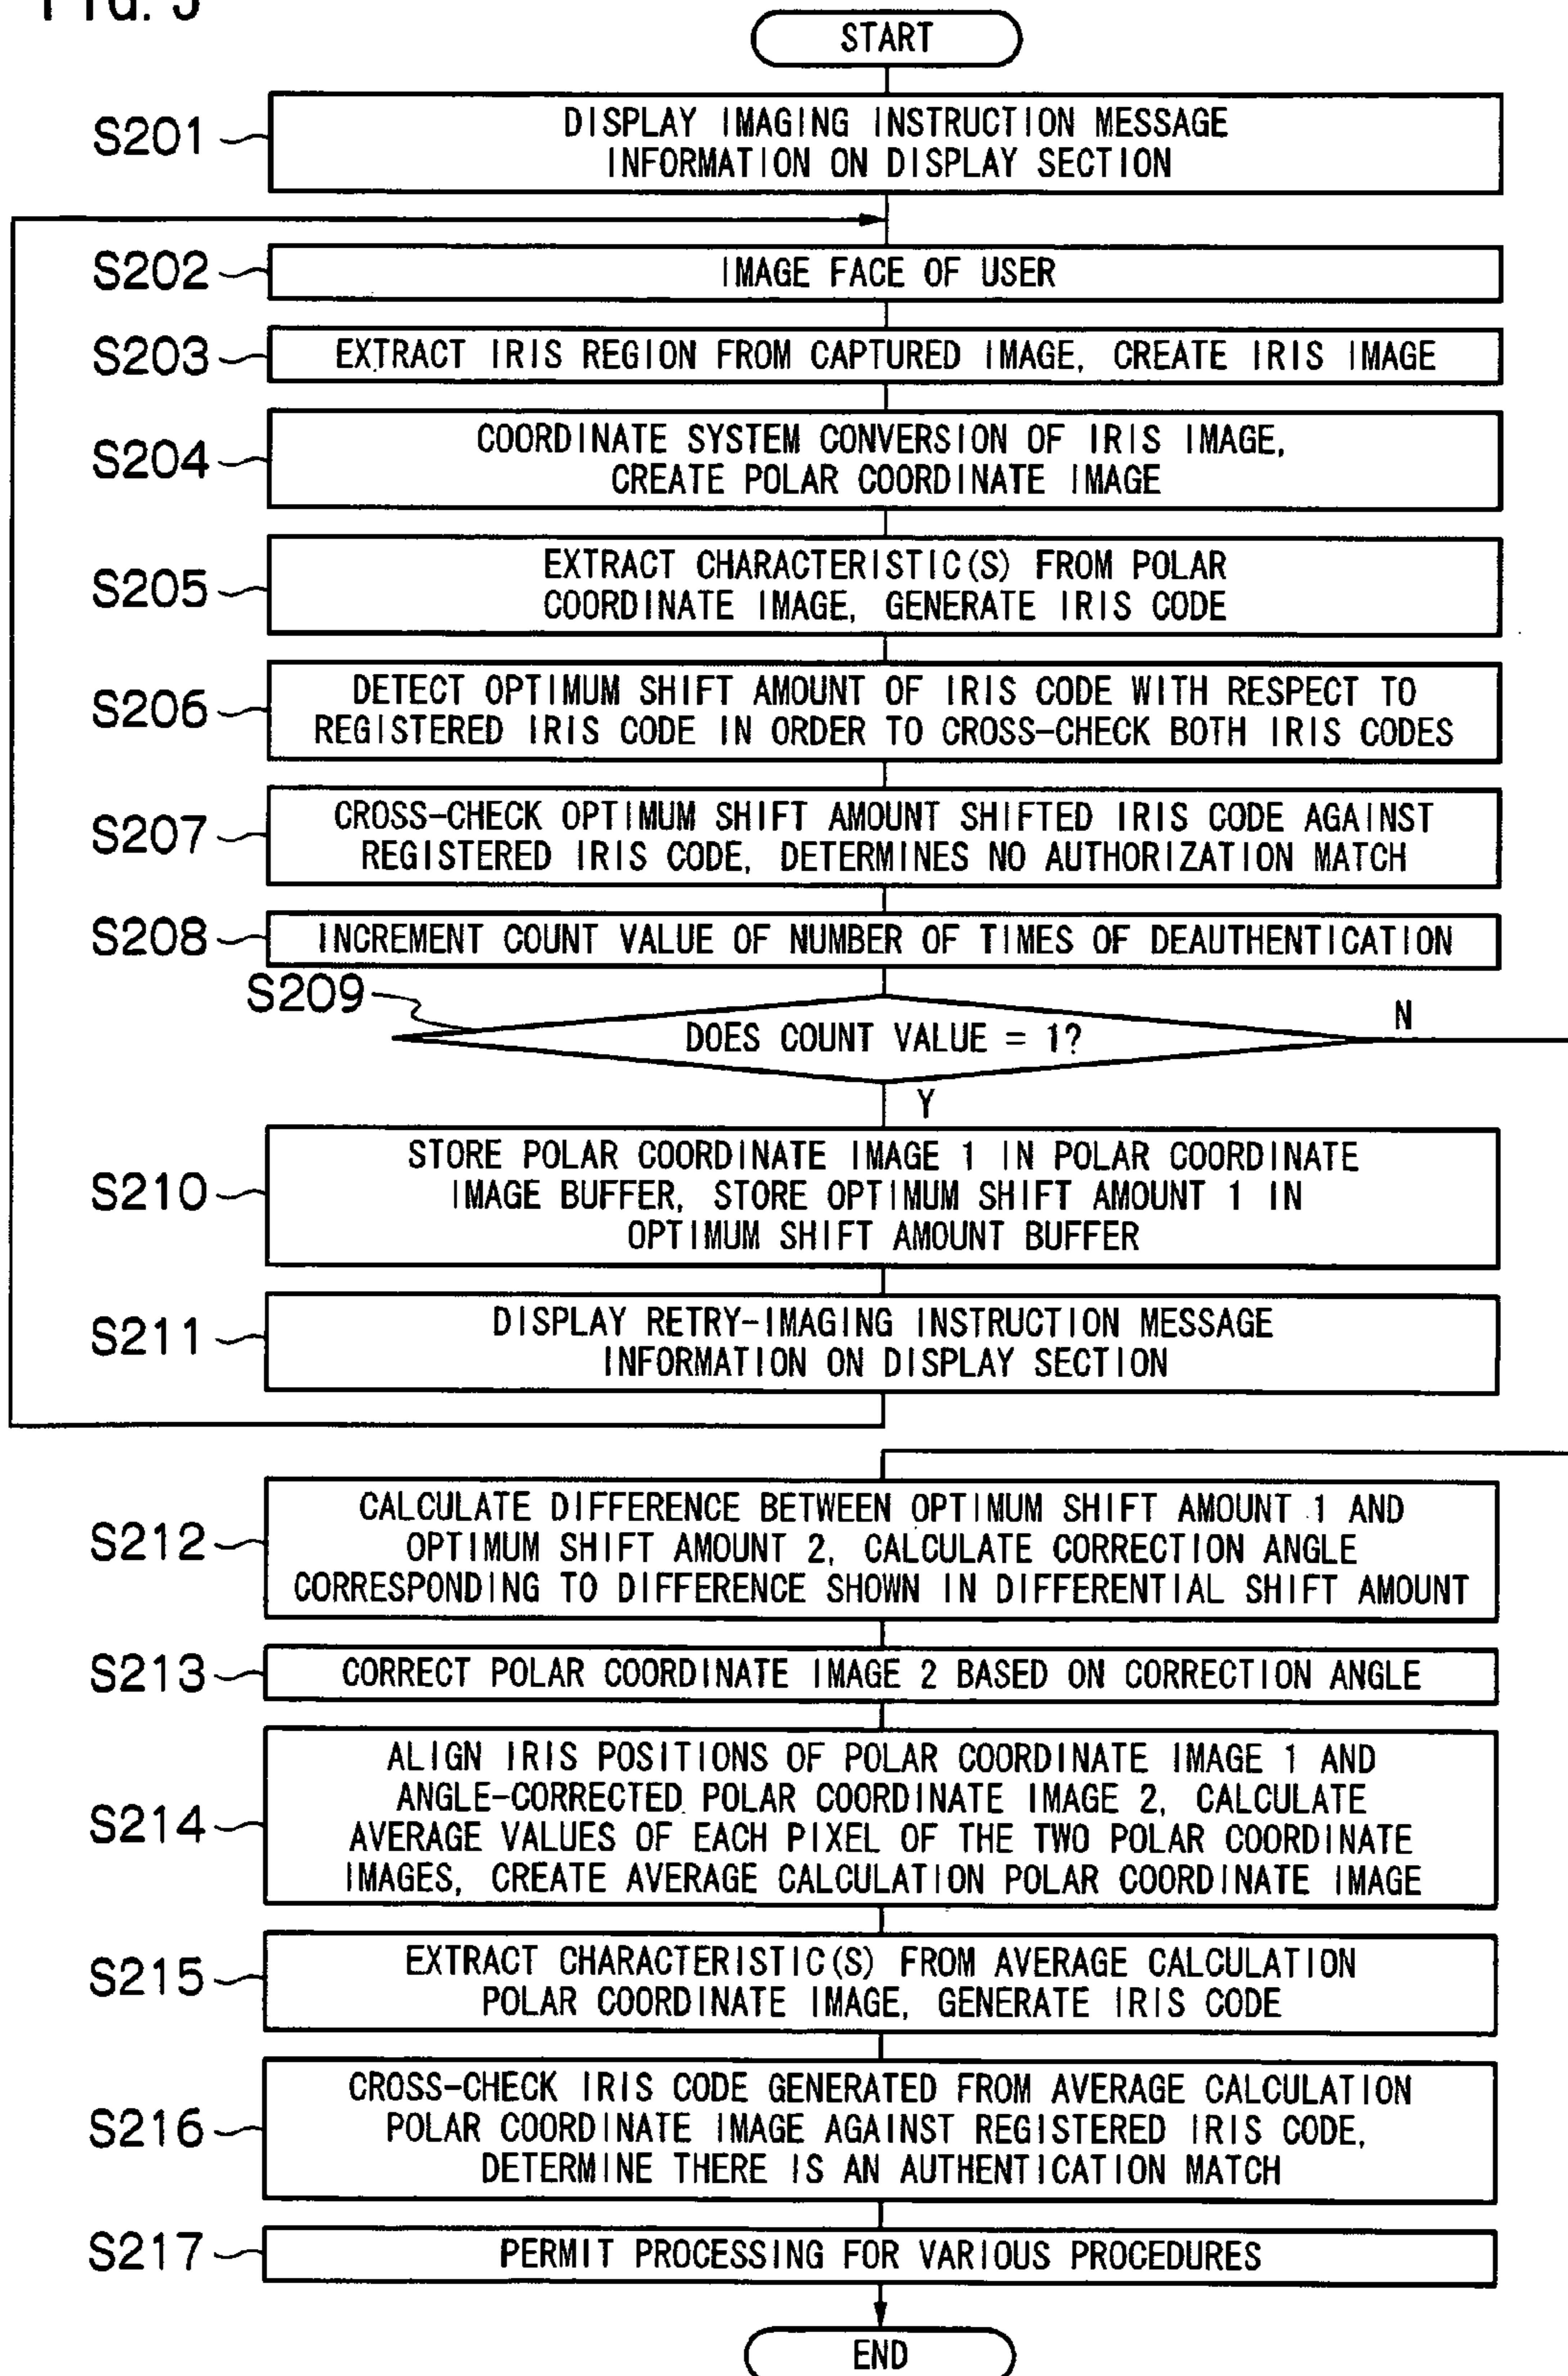 FIG. 5
START
S201
DISPLAY IMAGING INSTRUCTION MESSAGE
INFORMATION ON DISPLAY SECTION
S202
IMAGE FACE OF USER
S203
EXTRACT IRIS REGION FROM CAPTURED IMAGE, CREATE IRIS IMAGE
S204
COORDINATE SYSTEM CONVERSION OF IRIS IMAGE,
CREATE POLAR COORDINATE IMAGE
S205
EXTRACT CHARACTERISTIC(S) FROM POLAR
COORDINATE IMAGE, GENERATE IRIS CODE
S206
DETECT OPTIMUM SHIFT AMOUNT OF IRIS CODE WITH RESPECT TO
REGISTERED IRIS CODE IN ORDER TO CROSS-CHECK BOTH IRIS CODES
S207
CROSS-CHECK OPTIMUM SHIFT AMOUNT SHIFTED IRIS CODE AGAINST
REGISTERED IRIS CODE, DETERMINES NO AUTHORIZATION MATCH
S208
INCREMENT COUNT VALUE OF NUMBER OF TIMES OF DEAUTHENTICATION
S209
DOES COUNT VALUE = 1?
N
Y
S210
STORE POLAR COORDINATE IMAGE 1 IN POLAR COORDINATE
IMAGE BUFFER, STORE OPTIMUM SHIFT AMOUNT 1 IN
OPTIMUM SHIFT AMOUNT BUFFER
S211
DISPLAY RETRY-IMAGING INSTRUCTION MESSAGE
INFORMATION ON DISPLAY SECTION
S212
CALCULATE DIFFERENCE BETWEEN OPTIMUM SHIFT AMOUNT 1 AND
OPTIMUM SHIFT AMOUNT 2, CALCULATE CORRECTION ANGLE
CORRESPONDING TO DIFFERENCE SHOWN IN DIFFERENTIAL SHIFT AMOUNT
S213
CORRECT POLAR COORDINATE IMAGE 2 BASED ON CORRECTION ANGLE
S214
ALIGN IRIS POSITIONS OF POLAR COORDINATE IMAGE 1 AND
ANGLE-CORRECTED POLAR COORDINATE IMAGE 2, CALCULATE
AVERAGE VALUES OF EACH PIXEL OF THE TWO POLAR COORDINATE
IMAGES, CREATE AVERAGE CALCULATION POLAR COORDINATE IMAGE
S215
EXTRACT CHARACTERISTIC(S) FROM AVERAGE CALCULATION
POLAR COORDINATE IMAGE, GENERATE IRIS CODE
S216
CROSS-CHECK IRIS CODE GENERATED FROM AVERAGE CALCULATION
POLAR COORDINATE IMAGE AGAINST REGISTERED IRIS CODE,
DETERMINE THERE IS AN AUTHENTICATION MATCH
S217
PERMIT PROCESSING FOR VARIOUS PROCEDURES
END